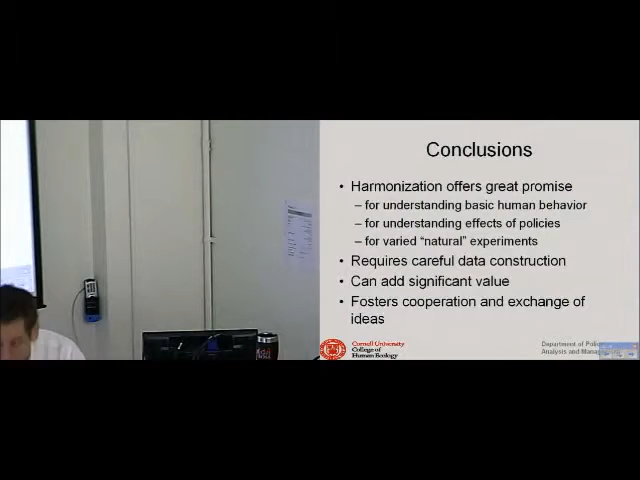 Conclusions
• Harmonization offers great promise
– for understanding basic human behavior
– for understanding effects of policies
– for varied “natural” experiments
• Requires careful data construction
• Can add significant value
• Fosters cooperation and exchange of
ideas
Cornell University
College of
Human Ecology
Department of
Analysis and